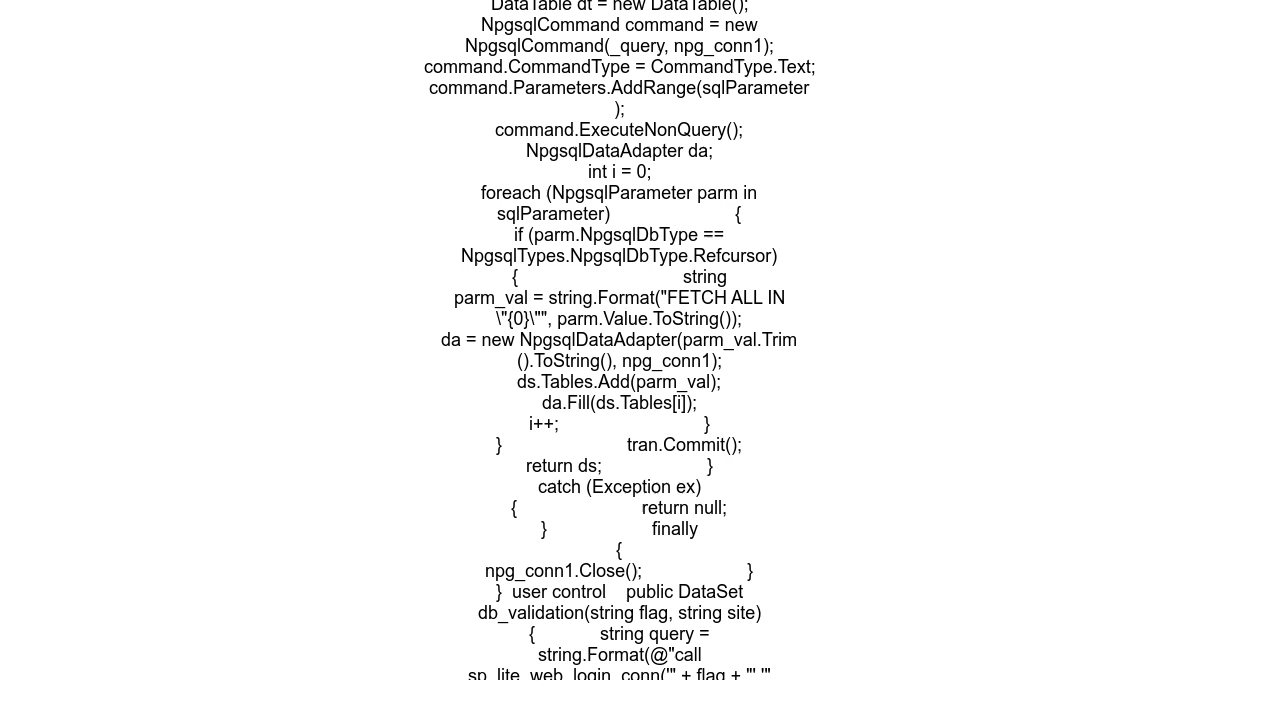 DataTable dt = new DataTable();
NpgsqlCommand command = new
NpgsqlCommand(_query, npg_conn1);
command.CommandType = CommandType.Text;
command.Parameters.AddRange(sqlParameter
);
command.ExecuteNonQuery();
NpgsqlDataAdapter da;
int i = 0;
foreach (NpgsqlParameter parm in
sqlParameter) {
if (parm.NpgsqlDbType ==
NpgsqlTypes.NpgsqlDbType.Refcursor)
{ string
parm_val = string.Format("FETCH ALL IN
\"{0}\"", parm.Value.ToString());
da = new NpgsqlDataAdapter(parm_val.Trim
().ToString(), npg_conn1);
ds.Tables.Add(parm_val);
da.Fill(ds.Tables[i]);
i++; }
} tran.Commit();
return ds; }
catch (Exception ex)
{ return null;
} finally
{
npg_conn1.Close(); }
} user control public DataSet
db_validation(string flag, string site)
{ string query =
string.Format(@"call
sp_lite_web_login_conn('" + flag + "','"